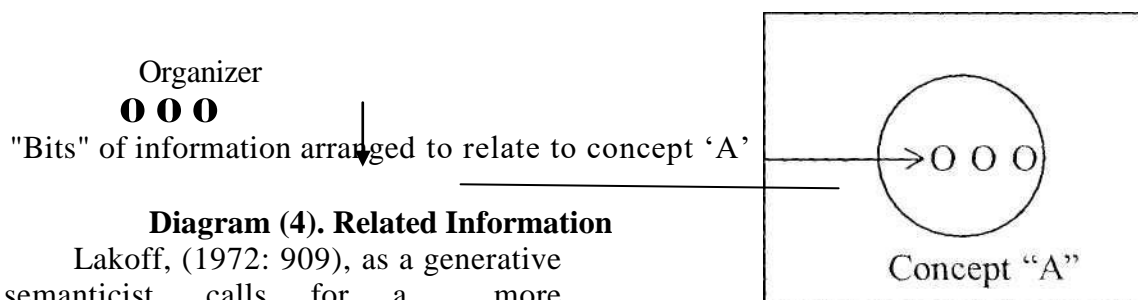 Organizer
O O O
"Bits" of information arranged to relate to concept ‘A’
O O O
Concept "A"
Diagram (4). Related Information
Lakoff, (1972: 909), as a generative
semanticist, calls for a more